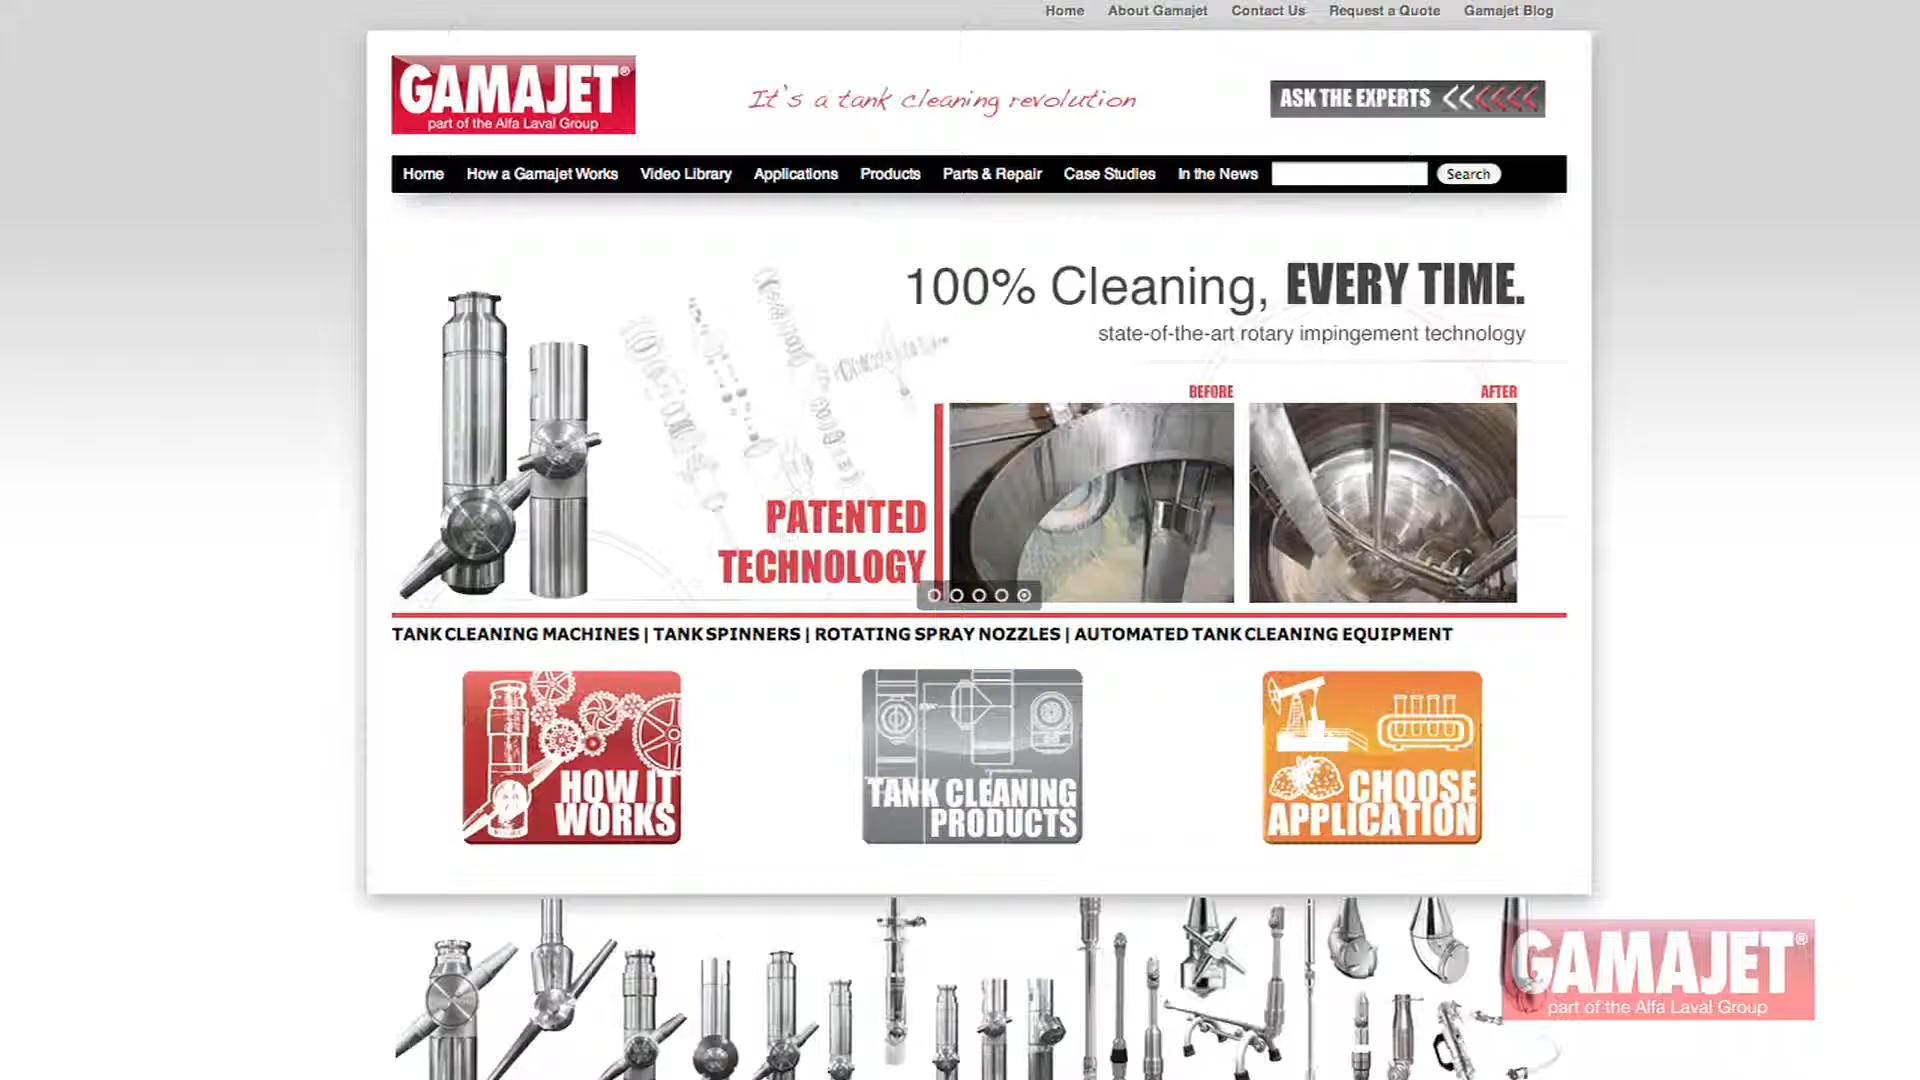 Home About Gamajet Contact Us Request a Quote Gamajet Blog
GAMAJET®
part of the Alfa Laval Group
It's a tank cleaning revolution
ASK THE EXPERTS
Home How a Gamajet Works Video Library Applications Products Parts & Repair Case Studies In the News Search
100% Cleaning, EVERY TIME.
state-of-the-art rotary impingement technology
BEFORE AFTER
PATENTED
TECHNOLOGY
TANK CLEANING MACHINES | TANK SPINNERS | ROTATING SPRAY NOZZLES | AUTOMATED TANK CLEANING EQUIPMENT
HOW IT
WORKS
TANK CLEANING
PRODUCTS
CHOOSE
APPLICATION
GAMAJET®
part of the Alfa Laval Group